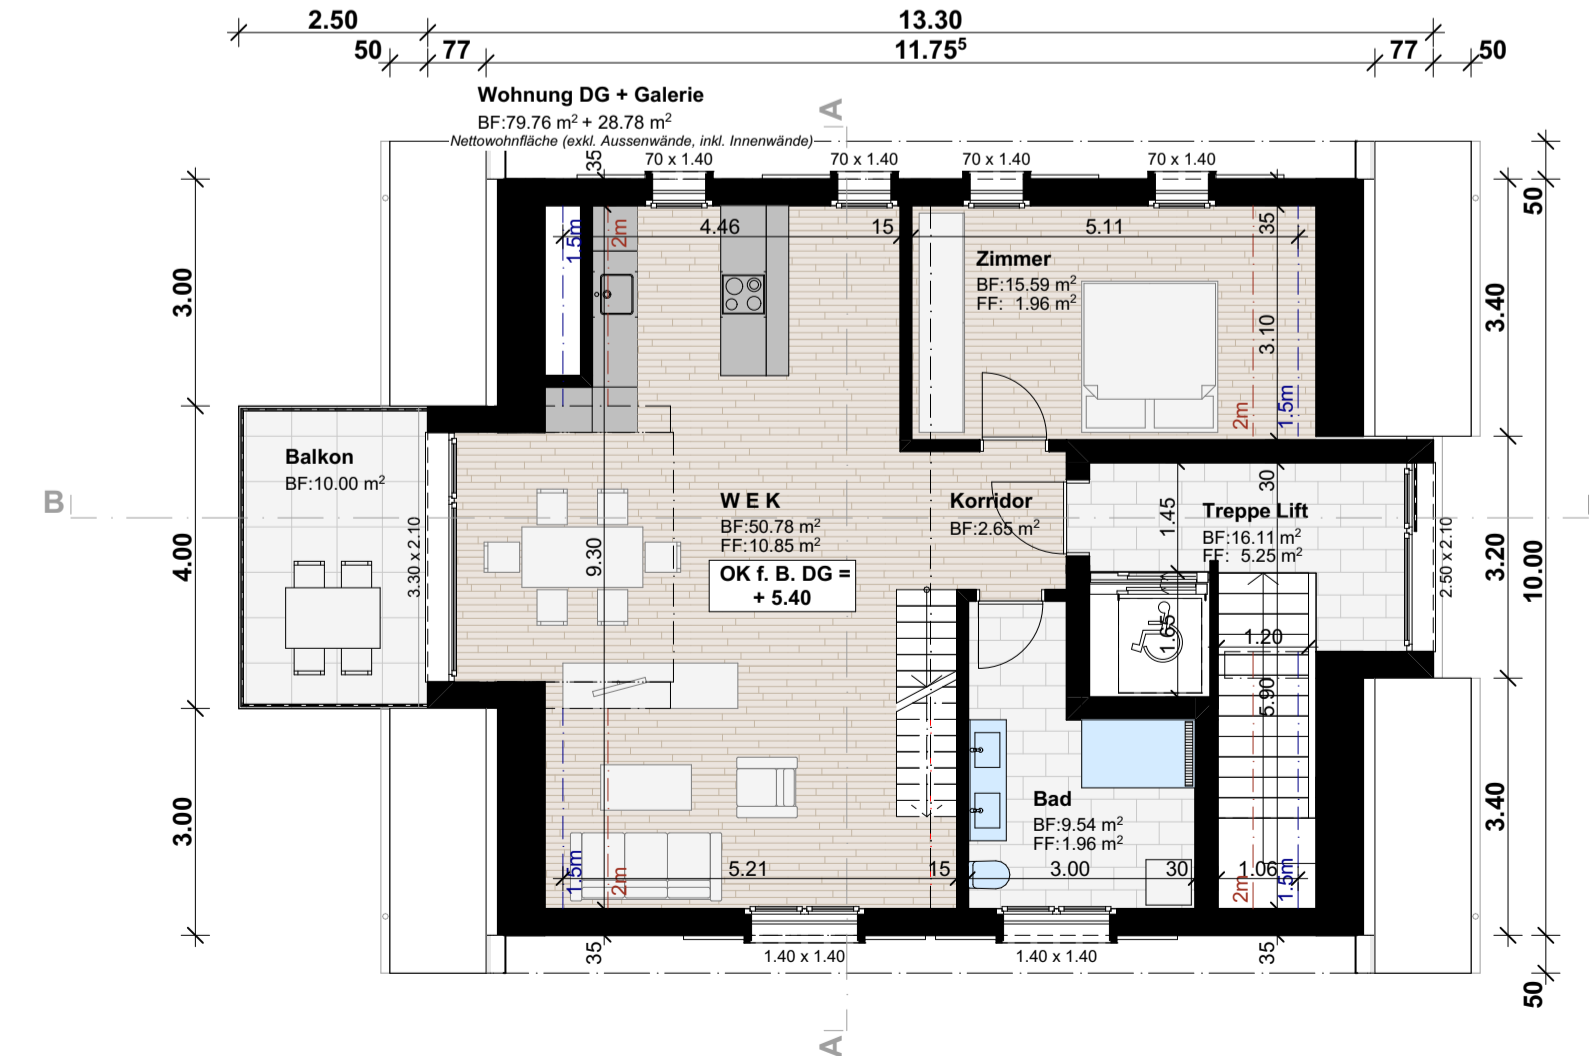 2.50
13.30
50
77
11.75⁵
77
50
Wohnung DG + Galerie
BF:79.76 m² + 28.78 m²
Nettowohnfläche (exkl. Aussenwände, inkl. Innenwände)
A
35
70 x 1.40
70 x 1.40
70 x 1.40
70 x 1.40
50
1.5m
2m
4.46
15
5.11
35
3.00
Zimmer
BF:15.59 m²
FF: 1.96 m²
3.40
3.10
2m
1.5m
Balkon
BF:10.00 m²
B
3.30 x 2.10
W E K
BF:50.78 m²
FF:10.85 m²
OK f. B. DG =
+ 5.40
Korridor
BF:2.65 m²
30
1.45
Treppe Lift
BF:16.11 m²
FF: 5.25 m²
2.50 x 2.10
4.00
9.30
3.20
10.00
1.65
1.20
5.90
3.00
3.40
Bad
BF:9.54 m²
FF:1.96 m²
1.5m
2m
5.21
15
3.00
30
1.06
2m
1.5m
35
1.40 x 1.40
1.40 x 1.40
35
50
A